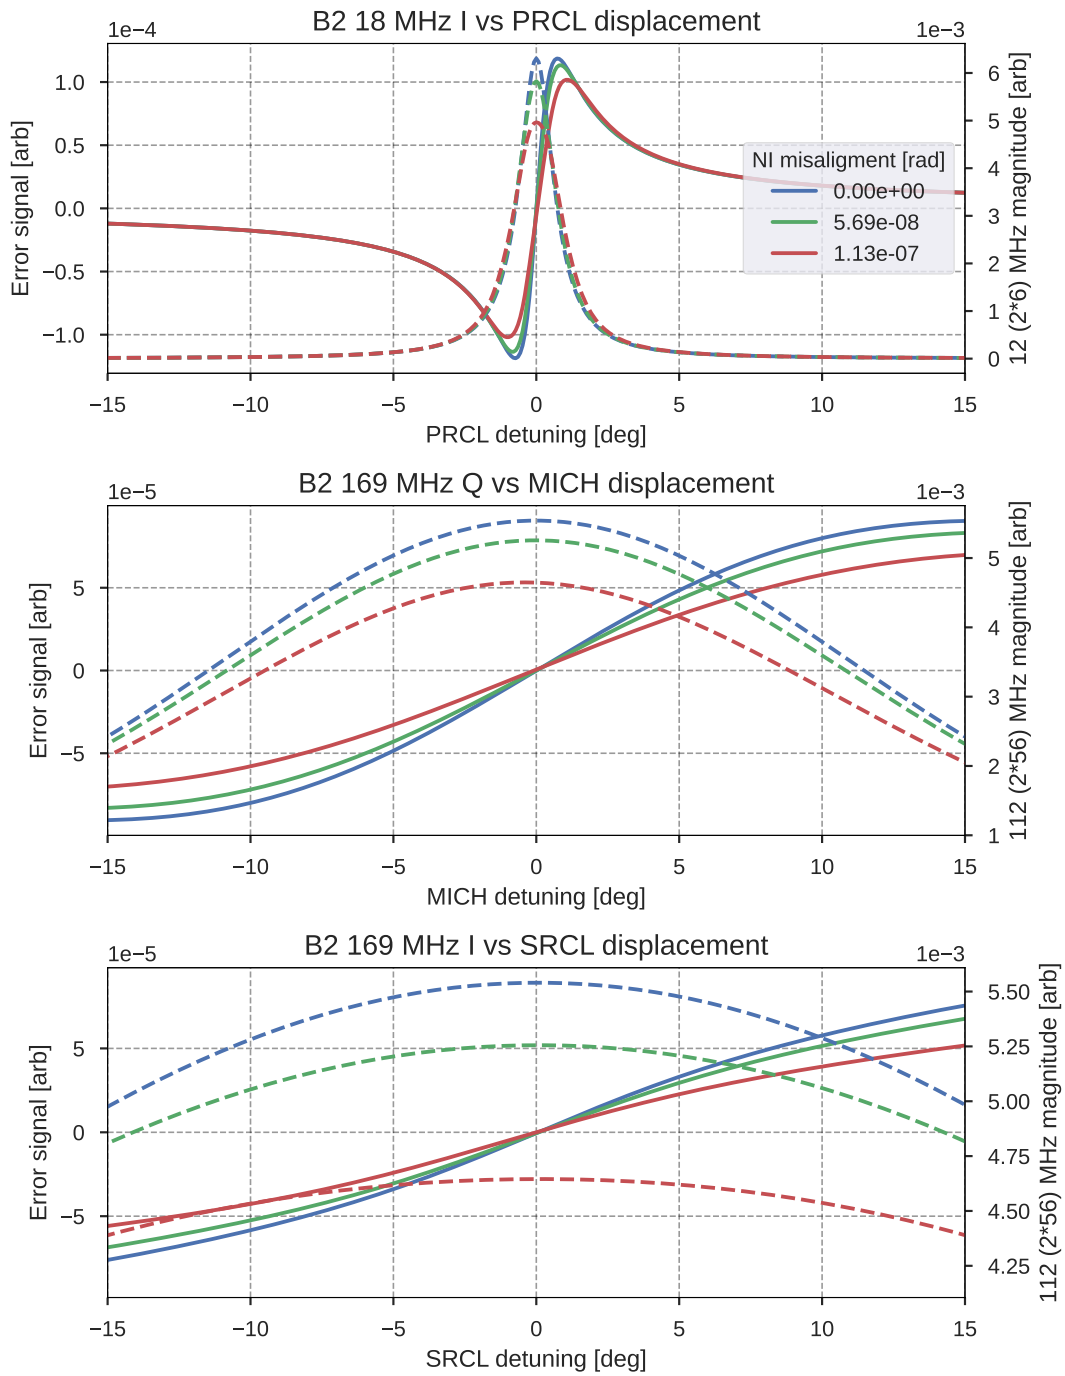 B2 18 MHz I vs PRCL displacement
1e−4
1e−3
1.0
0.5
0.0
−0.5
−1.0
Error signal [arb]
6
5
4
3
2
1
0
12 (2*6) MHz magnitude [arb]
NI misaligment [rad]
0.00e+00
5.69e-08
1.13e-07
−15
−10
−5
0
5
10
15
PRCL detuning [deg]
B2 169 MHz Q vs MICH displacement
1e−5
1e−3
5
0
−5
Error signal [arb]
5
4
3
2
1
112 (2*56) MHz magnitude [arb]
−15
−10
−5
0
5
10
15
MICH detuning [deg]
B2 169 MHz I vs SRCL displacement
1e−5
1e−3
5
0
−5
Error signal [arb]
5.50
5.25
5.00
4.75
4.50
4.25
112 (2*56) MHz magnitude [arb]
−15
−10
−5
0
5
10
15
SRCL detuning [deg]